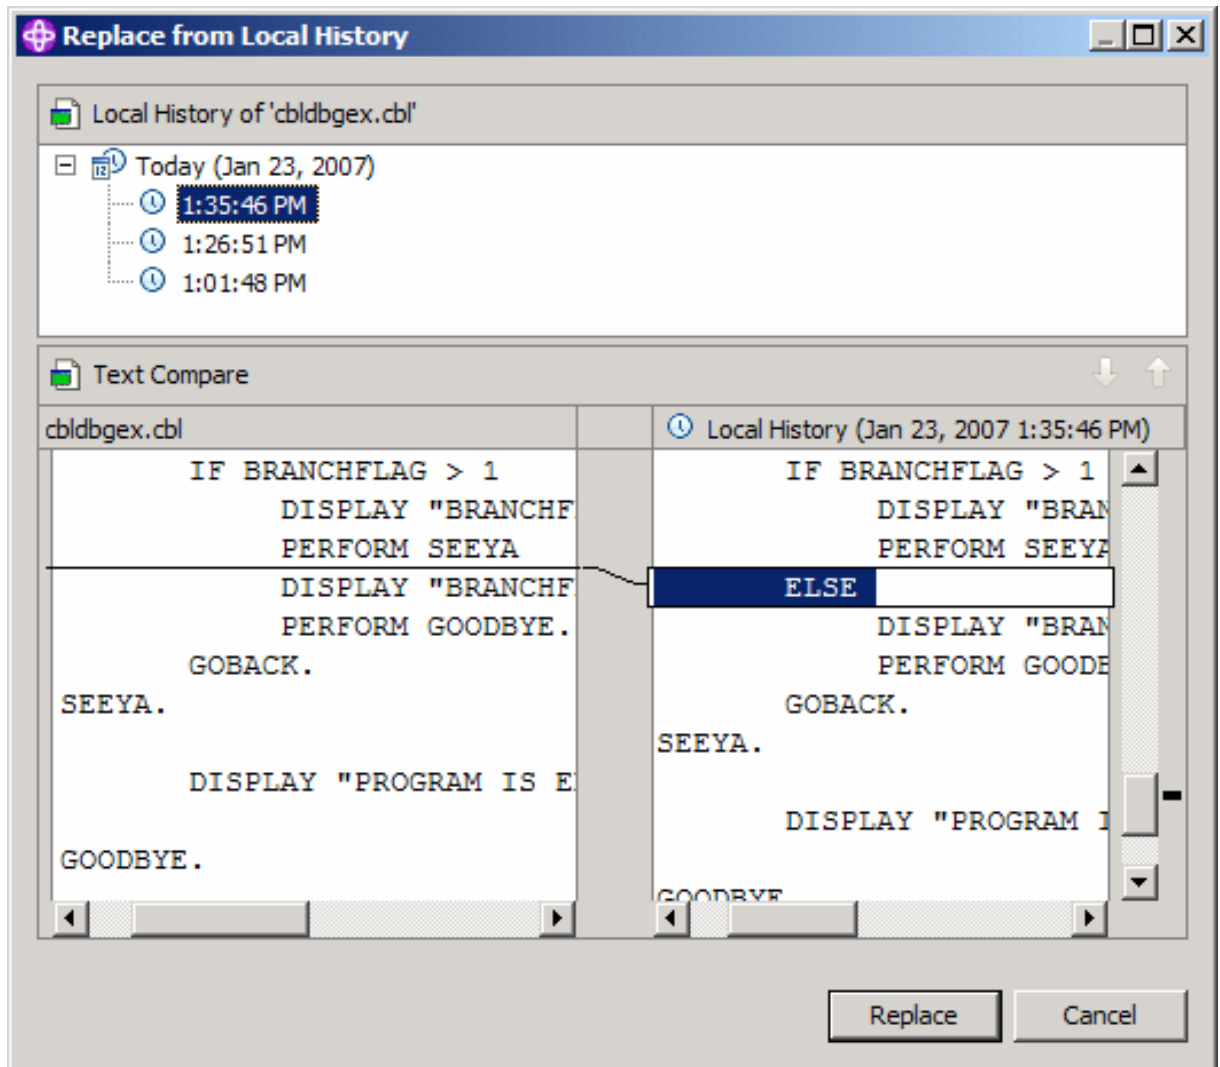 Replace from Local History
Local History of 'cbldbgex.cbl'
Today (Jan 23, 2007)
1:35:46 PM
1:26:51 PM
1:01:48 PM
Text Compare
cbldbgex.cbl
IF BRANCHFLAG > 1
DISPLAY "BRANCHF
PERFORM SEEYA
DISPLAY "BRANCHF
PERFORM GOODBYE.
GOBACK.
SEEYA.
DISPLAY "PROGRAM IS E
GOODBYE.
Local History (Jan 23, 2007 1:35:46 PM)
IF BRANCHFLAG > 1
DISPLAY "BRAN
PERFORM SEEYA
ELSE
DISPLAY "BRAN
PERFORM GOODB
GOBACK.
SEEYA.
DISPLAY "PROGRAM I
GOODBYE
Replace
Cancel